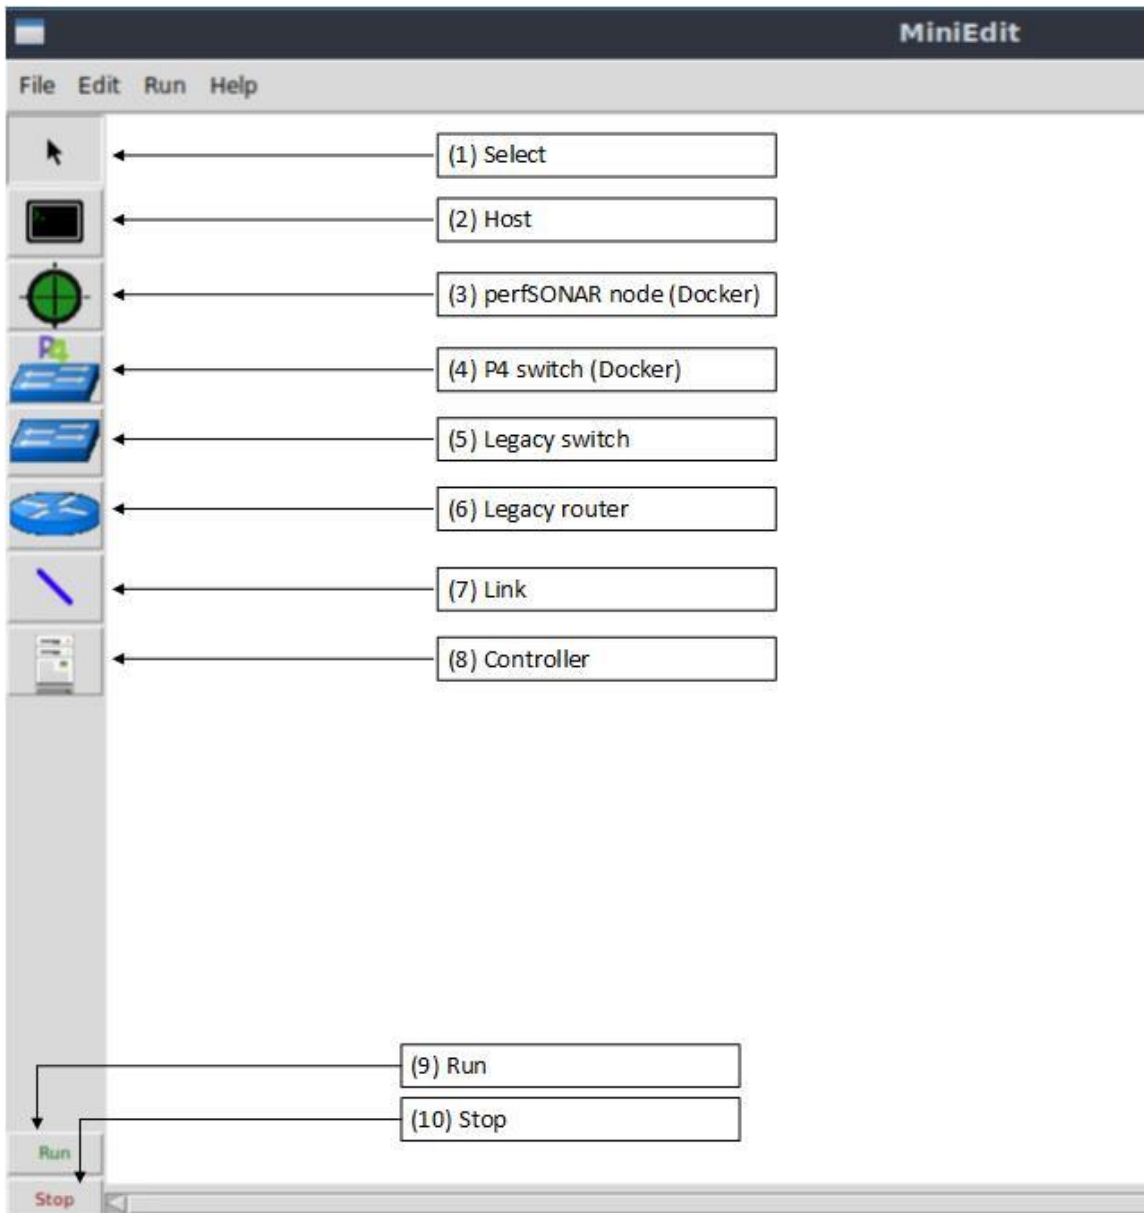 MiniEdit
File Edit Run Help
(1) Select
(2) Host
(3) perfSONAR node (Docker)
P4
(4) P4 switch (Docker)
(5) Legacy switch
(6) Legacy router
(7) Link
(8) Controller
(9) Run
(10) Stop
Run
Stop